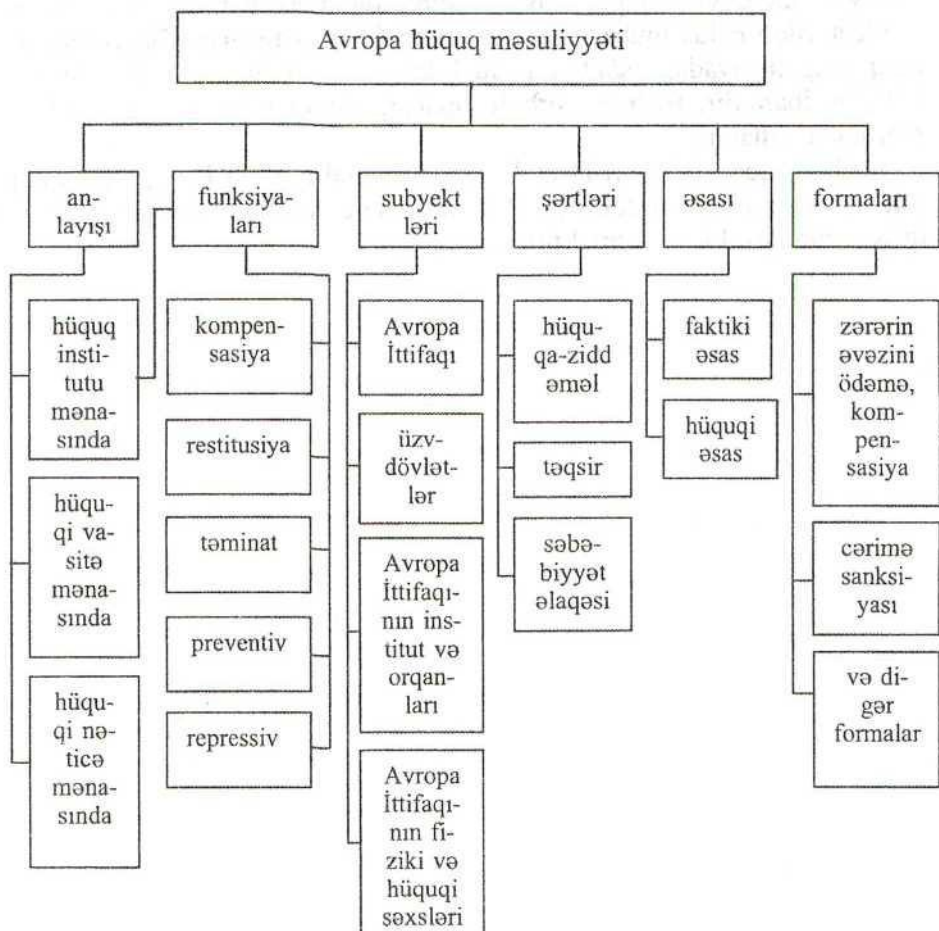 Avropa hüquq məsuliyyəti
an-
layışı
funksiya-
ları
subyekt
ləri
şərtləri
əsası
formaları
hüquq
insti-
tutu
məna-
sında
hüqu-
qi va-
sitə
məna-
sında
hüqu-
qi nə-
ticə
məna-
sında
kompen-
sasiya
restitusiya
təminat
preventiv
repressiv
Avropa
İttifaqı
üzv-
dövlət-
lər
Avropa
İttifaqı-
nın ins-
titut və
orqan-
ları
Avropa
İttifaqı-
nın fi-
ziki və
hüquqi
şəxsləri
hüqu-
qa-zidd
əməl
təqsir
səbə-
biyyət
əlaqəsi
faktiki
əsas
hüquqi
əsas
zərərin
əvəzini
ödəmə,
kom-
pen-
sasiya
cərimə
sanksi-
yası
və di-
gər
formalar